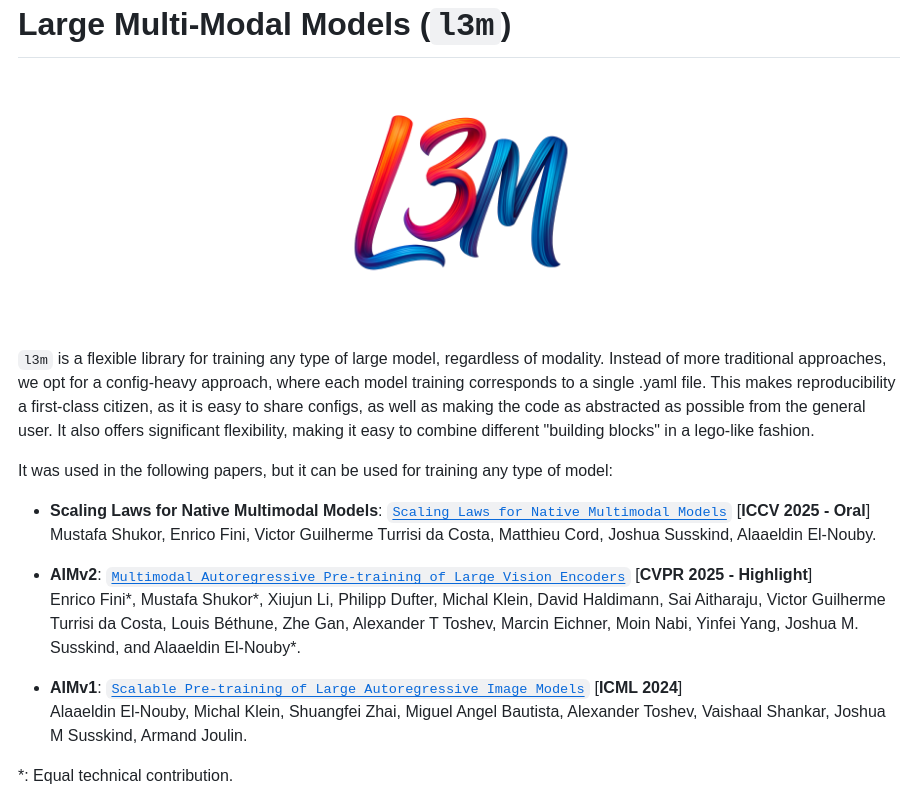 Large Multi-Modal Models (l3m)
L3M
l3m is a flexible library for training any type of large model, regardless of modality. Instead of more traditional approaches,
we opt for a config-heavy approach, where each model training corresponds to a single .yaml file. This makes reproducibility
a first-class citizen, as it is easy to share configs, as well as making the code as abstracted as possible from the general
user. It also offers significant flexibility, making it easy to combine different "building blocks" in a lego-like fashion.
It was used in the following papers, but it can be used for training any type of model:
• Scaling Laws for Native Multimodal Models: Scaling Laws for Native Multimodal Models [ICCV 2025 - Oral]
Mustafa Shukor, Enrico Fini, Victor Guilherme Turrisi da Costa, Matthieu Cord, Joshua Susskind, Alaaeldin El-Nouby.
• AIMv2: Multimodal Autoregressive Pre-training of Large Vision Encoders [CVPR 2025 - Highlight]
Enrico Fini*, Mustafa Shukor*, Xiujun Li, Philipp Dufter, Michal Klein, David Haldimann, Sai Aitharaju, Victor Guilherme
Turrisi da Costa, Louis Béthune, Zhe Gan, Alexander T Toshev, Marcin Eichner, Moin Nabi, Yinfei Yang, Joshua M.
Susskind, and Alaaeldin El-Nouby*.
• AIMv1: Scalable Pre-training of Large Autoregressive Image Models [ICML 2024]
Alaaeldin El-Nouby, Michal Klein, Shuangfei Zhai, Miguel Angel Bautista, Alexander Toshev, Vaishaal Shankar, Joshua
M Susskind, Armand Joulin.
*: Equal technical contribution.